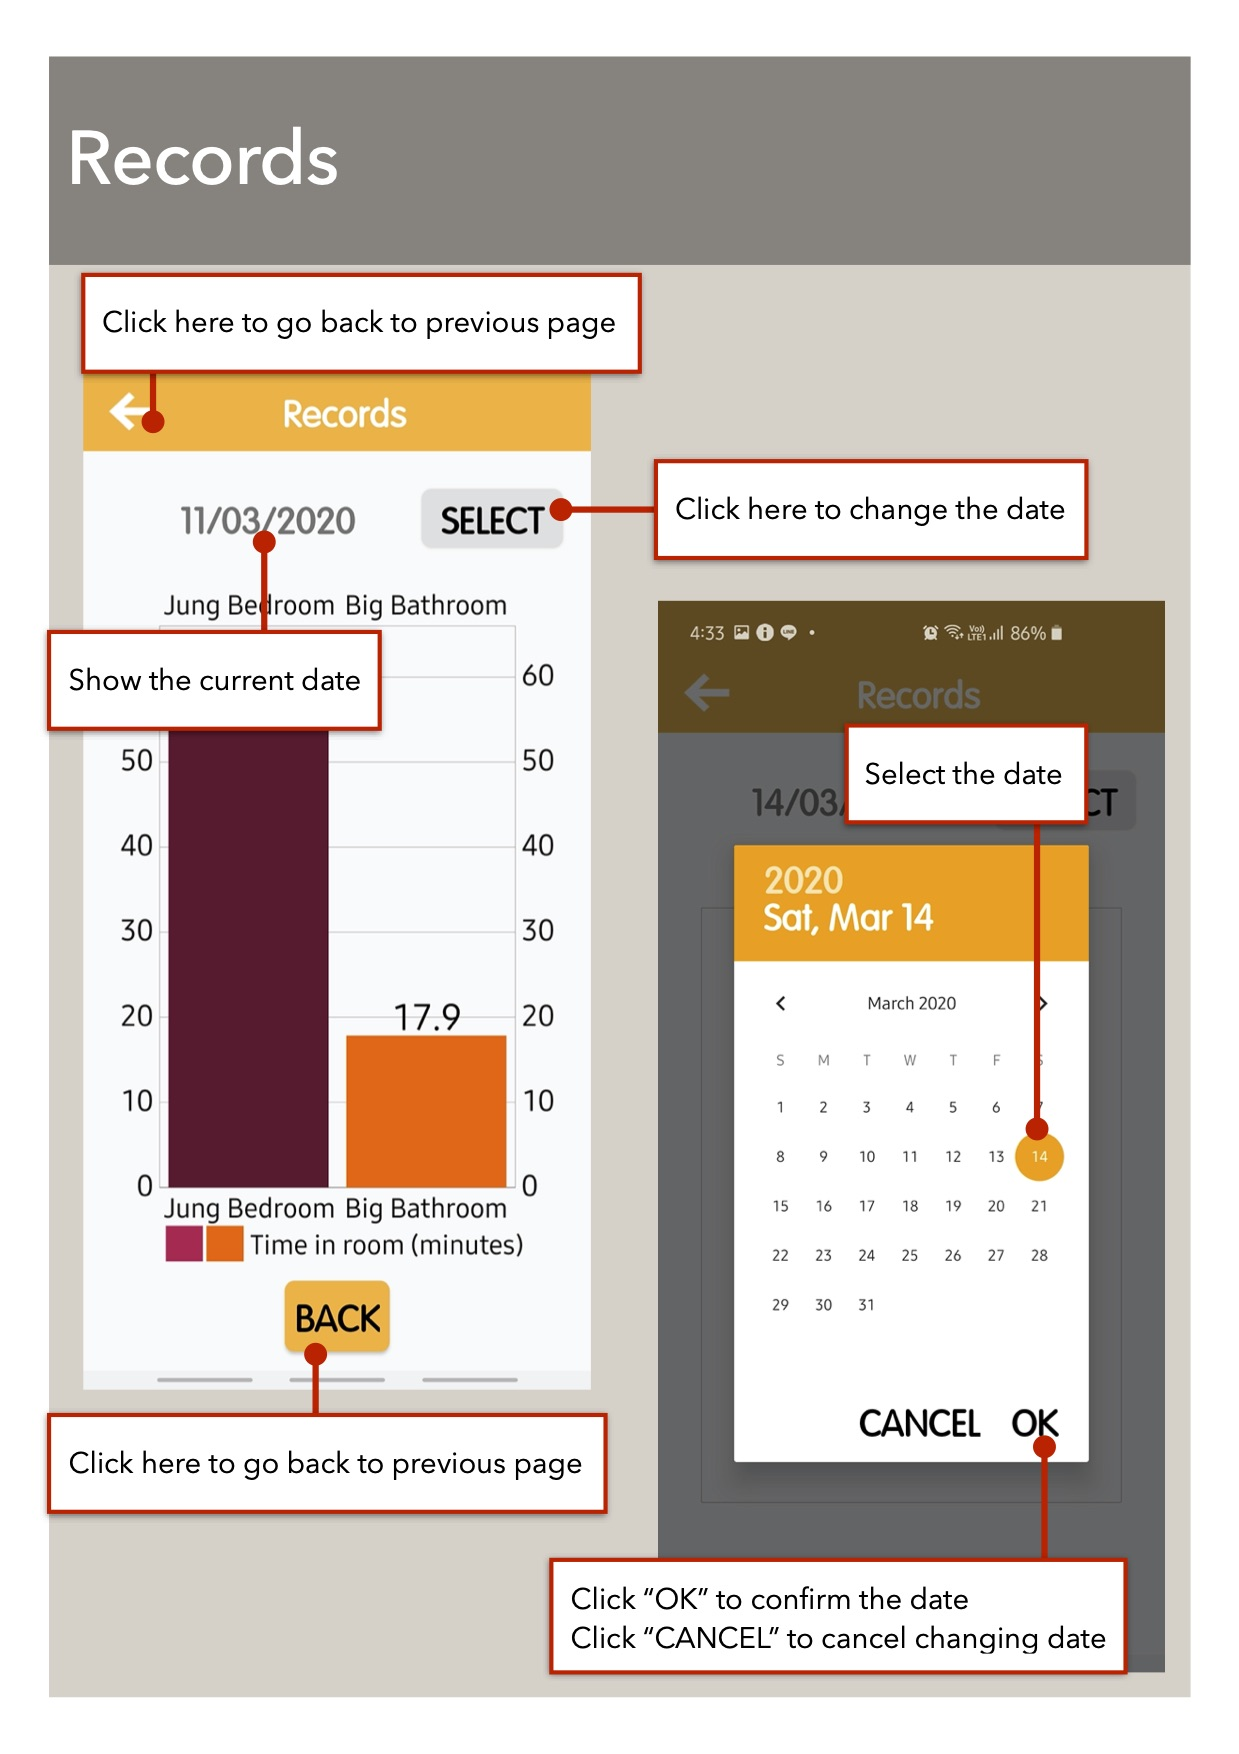 Records
Click here to go back to previous page
Records
11/03/2020
SELECT
Click here to change the date
Jung Bedroom Big Bathroom
Show the current date
60
50
50
40
40
30
30
20
17.9
20
10
10
0
0
Jung Bedroom Big Bathroom
Time in room (minutes)
BACK
Click here to go back to previous page
4:33
Vo))
LTE1
86%
Records
Select the date
14/03/
CT
2020
Sat, Mar 14
March 2020
S M T W T F S
1 2 3 4 5 6 7
8 9 10 11 12 13 14
15 16 17 18 19 20 21
22 23 24 25 26 27 28
29 30 31
CANCEL OK
Click “OK” to confirm the date
Click “CANCEL” to cancel changing date